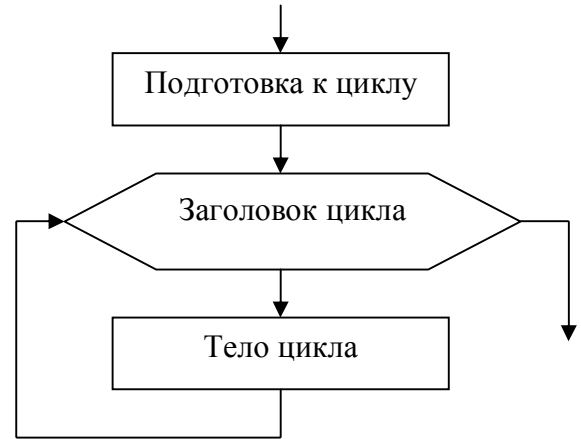 Подготовка к циклу
Заголовок цикла
Тело цикла